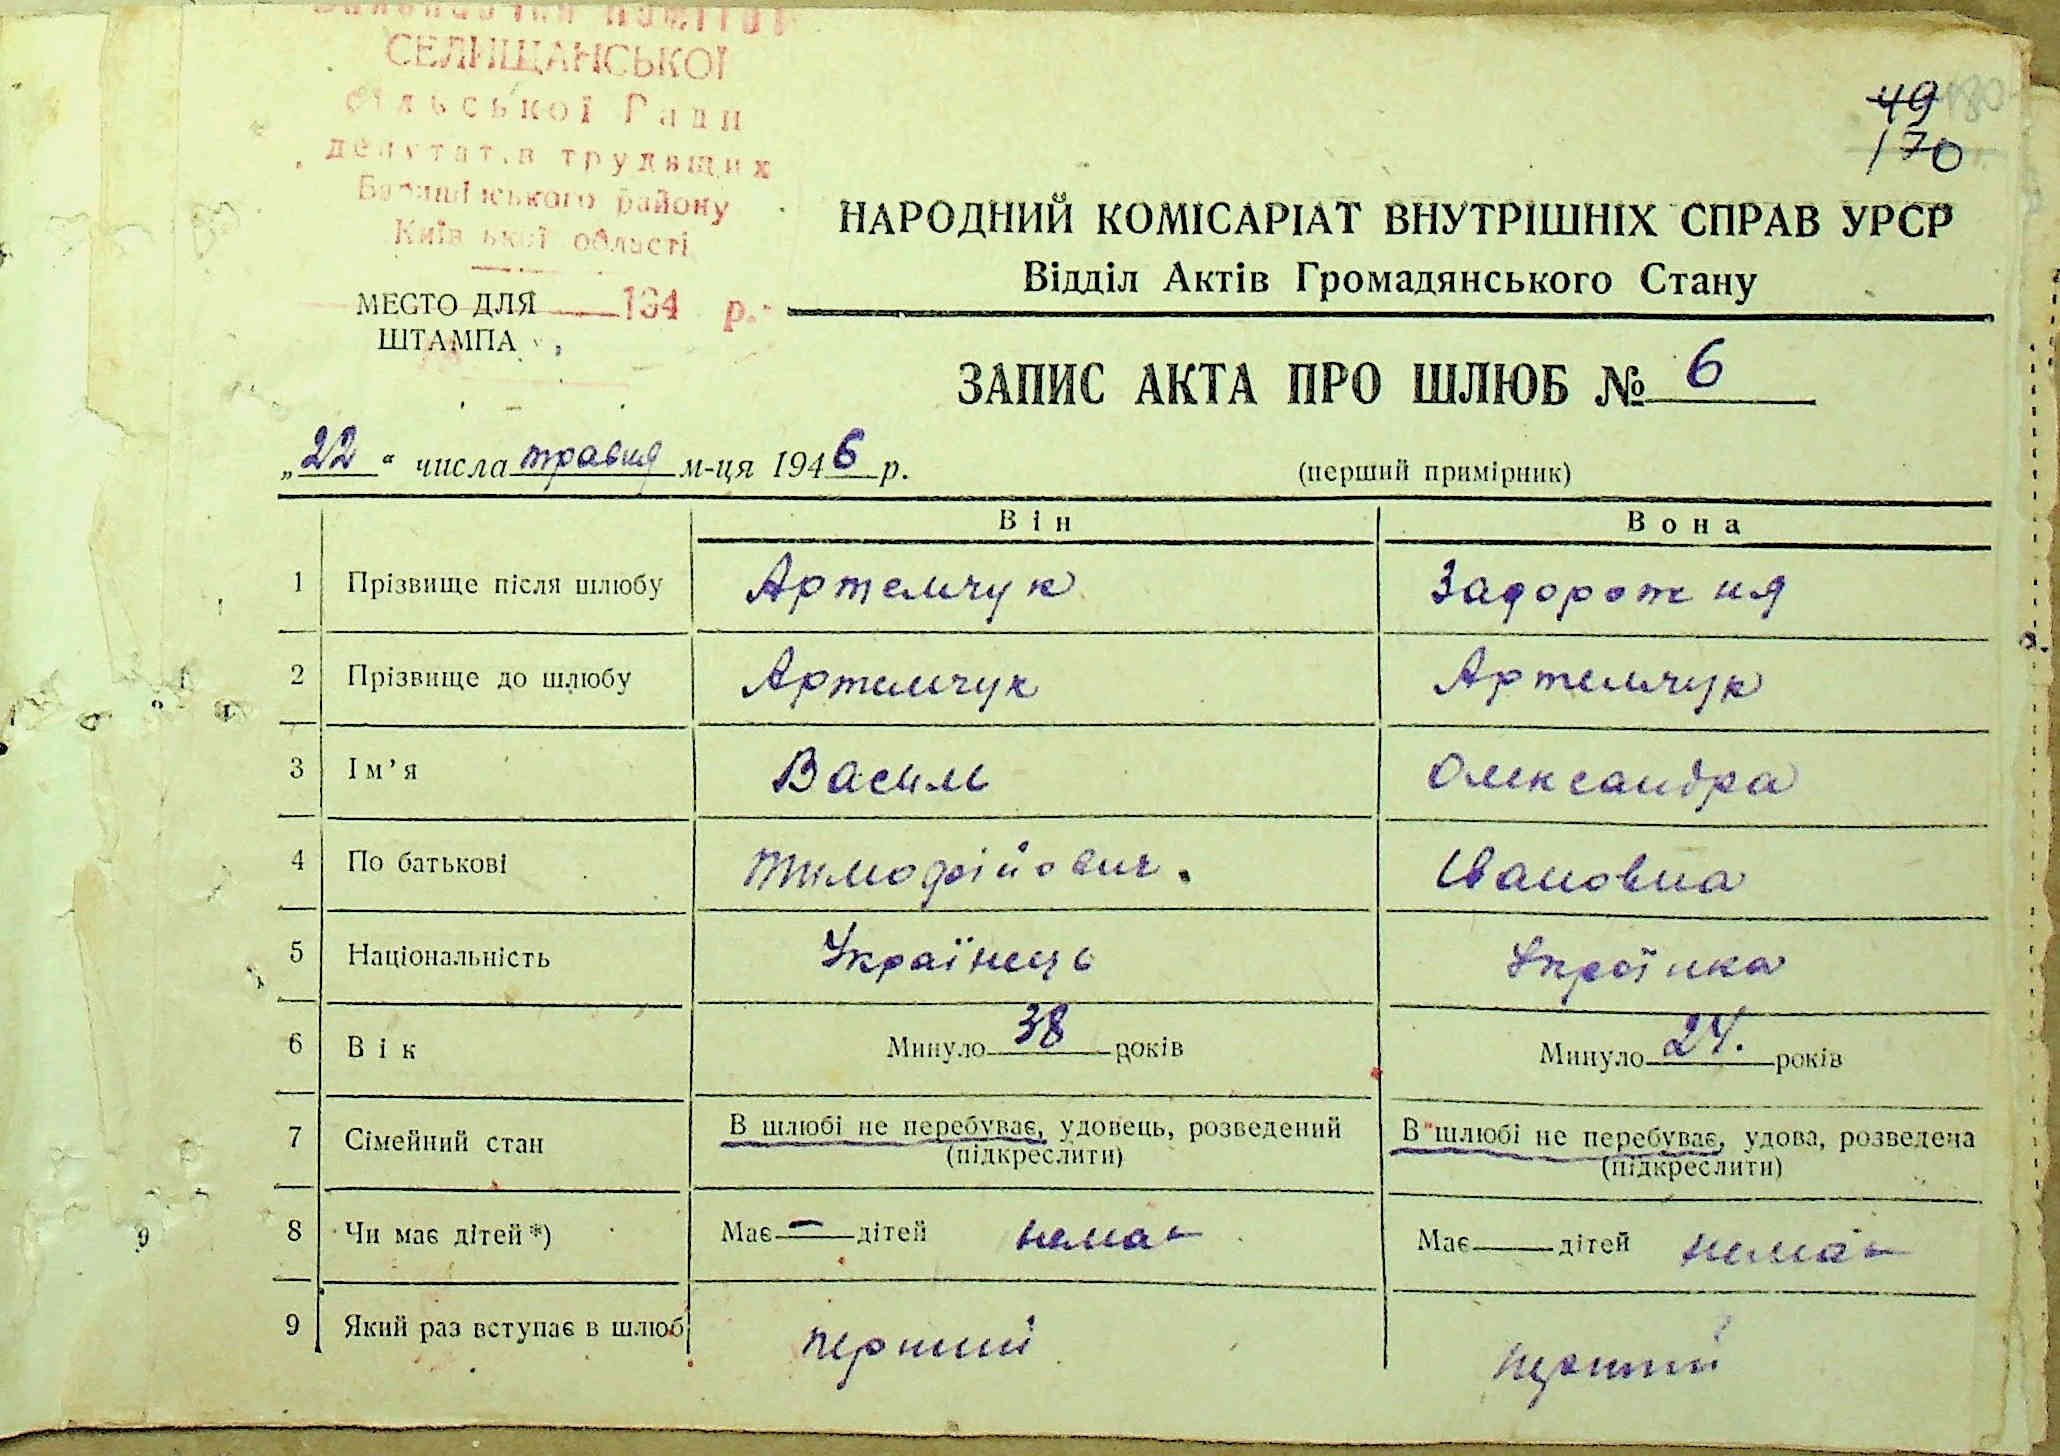 Виконавчий Комітет
СЕЛИЩАНСЬКОЇ
сільської Ради
депутатів трудящих
Баришівського району
Київської області
194 р.
МЕСТО ДЛЯ
ШТАМПА
49 180
170
НАРОДНИЙ КОМІСАРІАТ ВНУТРІШНІХ СПРАВ УРСР
Відділ Актів Громадянського Стану
ЗАПИС АКТА ПРО ШЛЮБ № 6
„22“ числа травня м-ця 1946 р.
(перший примірник)
Він Вона
1 Прізвище після шлюбу Артемчук Задорожня
2 Прізвище до шлюбу Артемчук Артемчук
3 Ім’я Василь Олександра
4 По батькові Тимофійович. Івановна
5 Національність Українець Українка
6 Вік Минуло 38 років Минуло 24. років
7 Сімейний стан В шлюбі не перебуває, удовець, розведений В шлюбі не перебуває, удова, розведена
(підкреслити) (підкреслити)
8 Чи має дітей *) Має — дітей немає Має дітей немає
9 Який раз вступає в шлюб перший перший